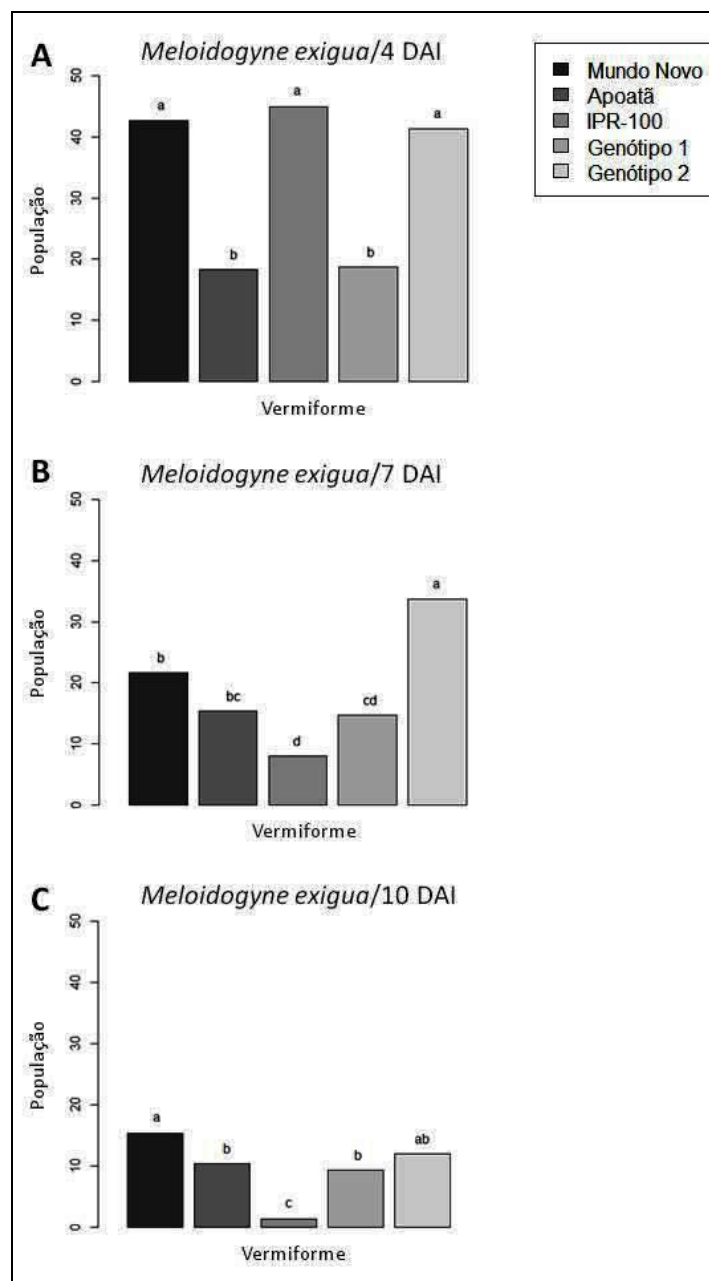 A
Meloidogyne exigua/4 DAI
Mundo Novo
Apoatã
IPR-100
Genótipo 1
Genótipo 2
População
50
40
30
20
10
0
a
b
a
b
a
Vermiforme
B
Meloidogyne exigua/7 DAI
População
50
40
30
20
10
0
b
bc
d
cd
a
Vermiforme
C
Meloidogyne exigua/10 DAI
População
50
40
30
20
10
0
a
b
c
b
ab
Vermiforme